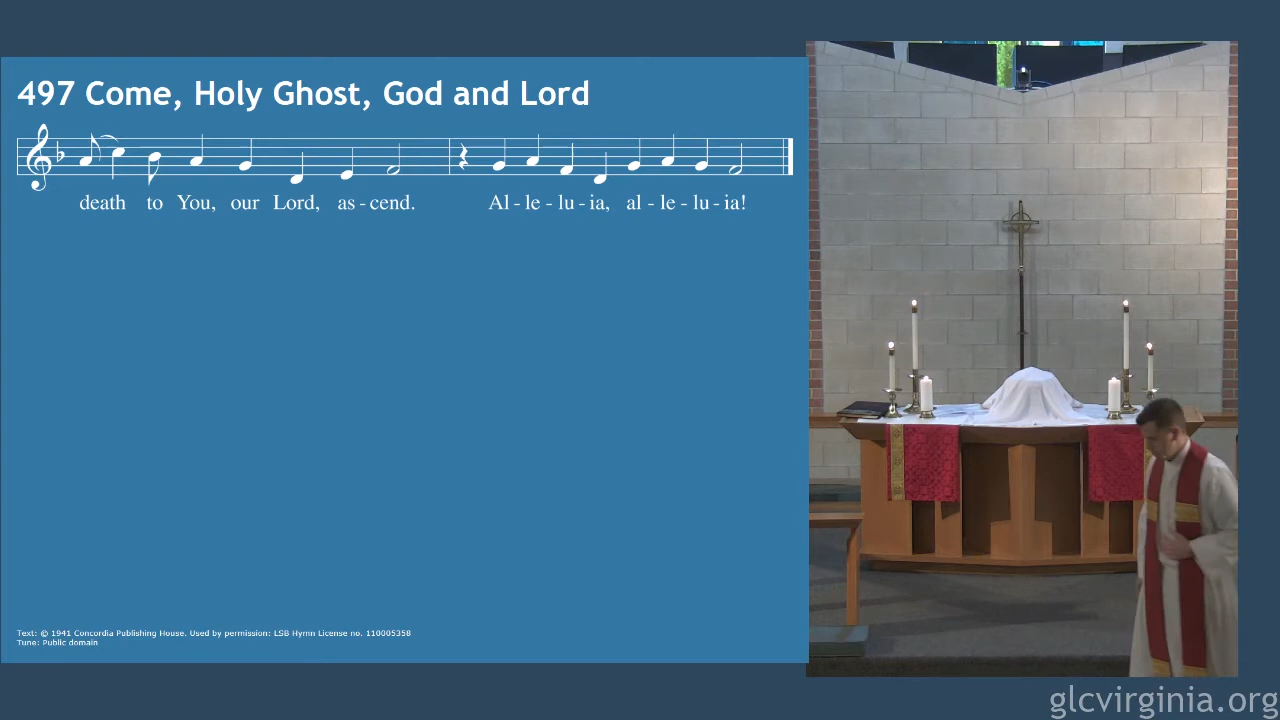 497 Come, Holy Ghost, God and Lord
death to You, our Lord, as - cend. Al - le - lu - ia, al - le - lu - ia!
Text: © 1941 Concordia Publishing House. Used by permission: LSB Hymn License no. 110005358
Tune: Public domain
glcvirginia.org